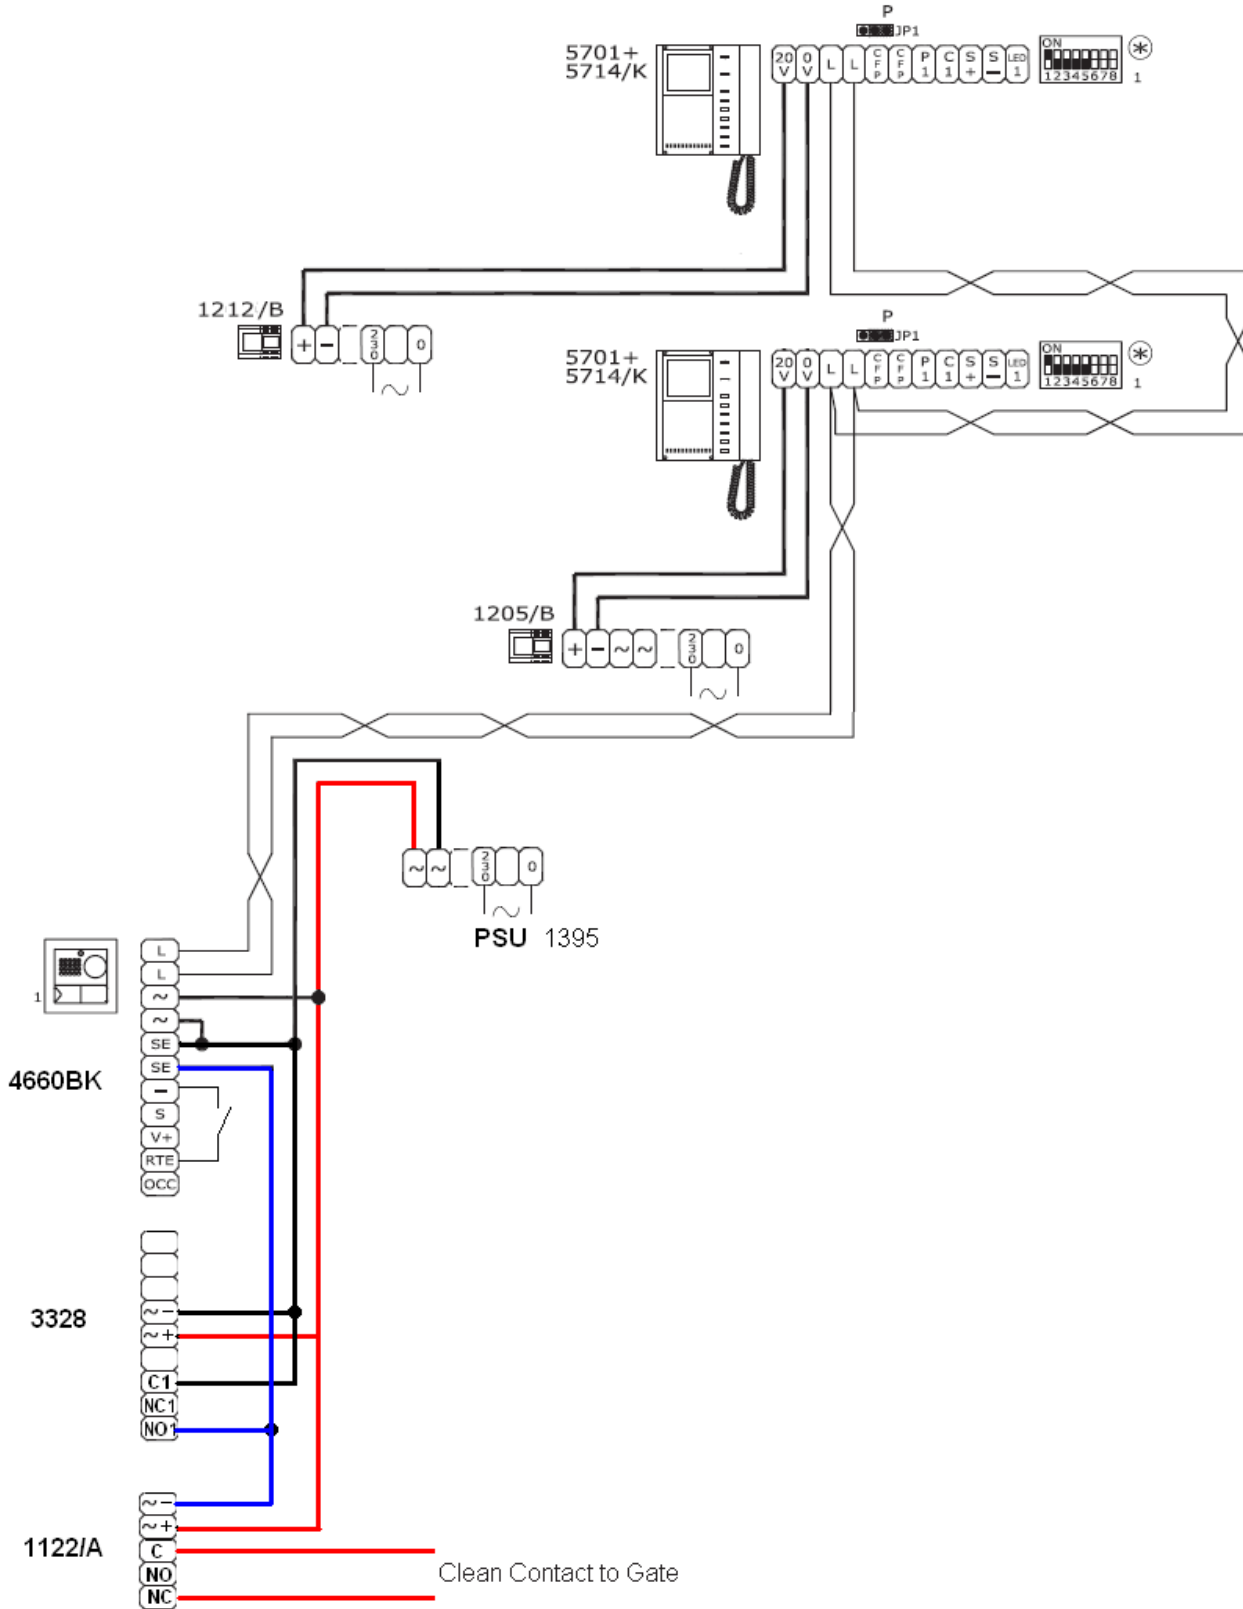 P
JP1
5701+
5714/K
20 V
0 V
L
L
CFP
CFP
P1
C1
S+
S−
LED 1
ON
12345678
*
1
1212/B
+
−
230
0
~
P
JP1
5701+
5714/K
20 V
0 V
L
L
CFP
CFP
P1
C1
S+
S−
LED 1
ON
12345678
*
1
1205/B
+
−
~
~
230
0
~
~
~
230
0
~
PSU 1395
1
4660BK
L
L
~
~
SE
SE
−
S
V+
RTE
OCC
3328
~ −
~ +
C1
NC1
NO1
1122/A
~ −
~ +
C
NO
NC
Clean Contact to Gate